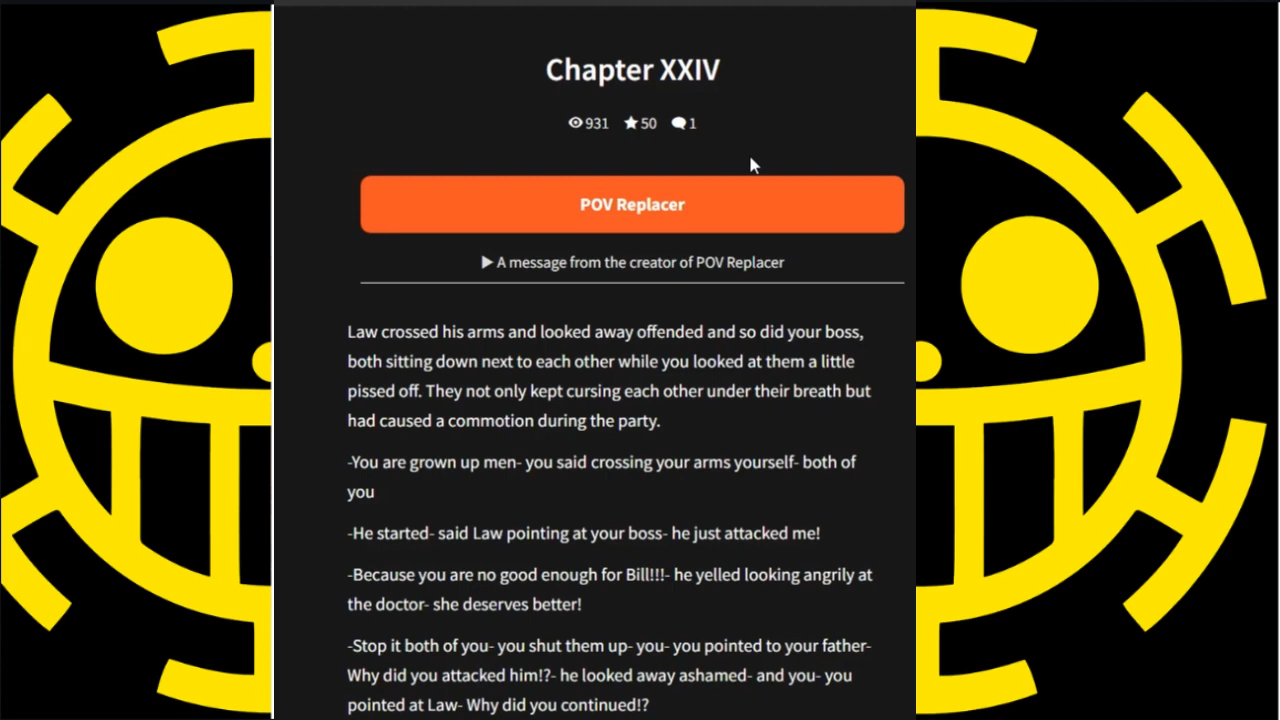 Chapter XXIV
931 50 1
POV Replacer
▶ A message from the creator of POV Replacer
Law crossed his arms and looked away offended and so did your boss,
both sitting down next to each other while you looked at them a little
pissed off. They not only kept cursing each other under their breath but
had caused a commotion during the party.
-You are grown up men- you said crossing your arms yourself- both of
you
-He started- said Law pointing at your boss- he just attacked me!
-Because you are no good enough for Bill!!!- he yelled looking angrily at
the doctor- she deserves better!
-Stop it both of you- you shut them up- you- you pointed to your father-
Why did you attacked him!?- he looked away ashamed- and you- you
pointed at Law- Why did you continued!?